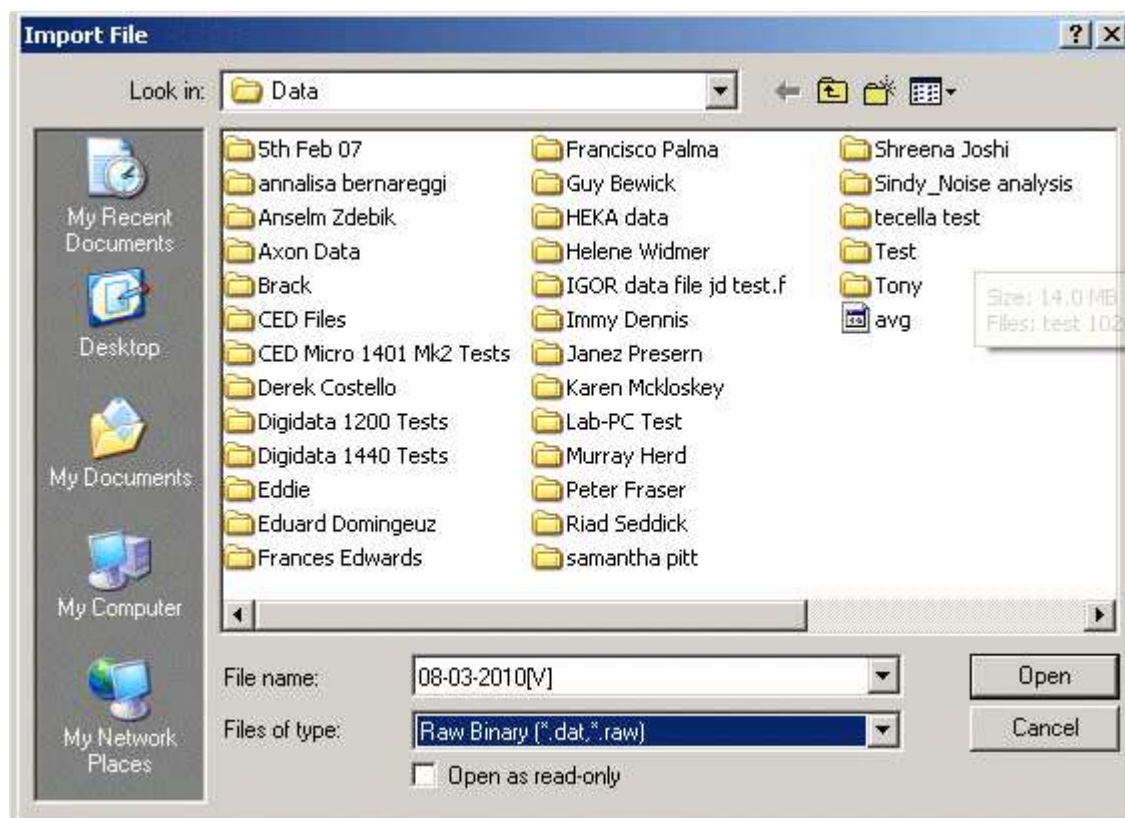 Import File
Look in: Data
My Recent Documents
Desktop
My Documents
My Computer
My Network Places
5th Feb 07
annalisa bernareggi
Anselm Zdebik
Axon Data
Brack
CED Files
CED Micro 1401 Mk2 Tests
Derek Costello
Digidata 1200 Tests
Digidata 1440 Tests
Eddie
Eduard Domingeuz
Frances Edwards
Francisco Palma
Guy Bewick
HEKA data
Helene Widmer
IGOR data file jd test.f
Immy Dennis
Janez Presern
Karen Mckloskey
Lab-PC Test
Murray Herd
Peter Fraser
Riad Seddick
samantha pitt
Shreena Joshi
Sindy_Noise analysis
tecella test
Test
Tony
avg
Size: 14.0 MB
Files: test 102
File name: 08-03-2010[V]
Open
Files of type: Raw Binary (*.dat,*.raw)
Cancel
Open as read-only